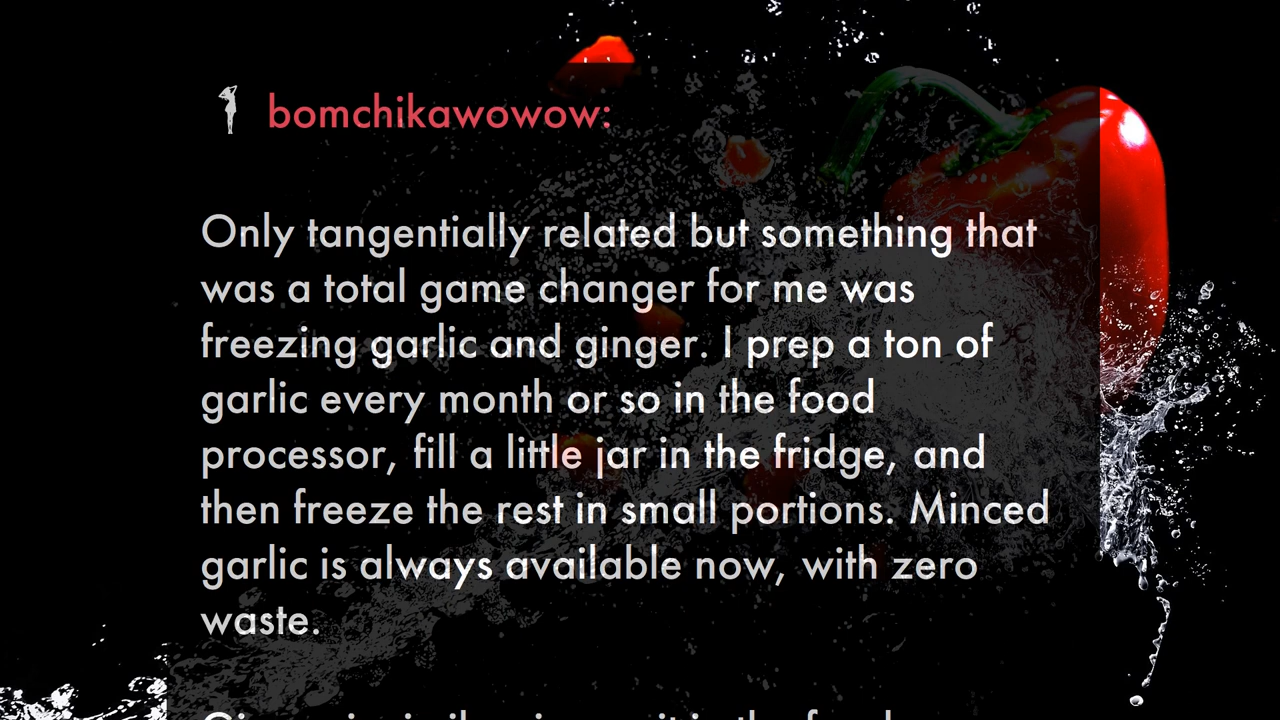 bomchikawowow:
Only tangentially related but something that
was a total game changer for me was
freezing garlic and ginger. I prep a ton of
garlic every month or so in the food
processor, fill a little jar in the fridge, and
then freeze the rest in small portions. Minced
garlic is always available now, with zero
waste.